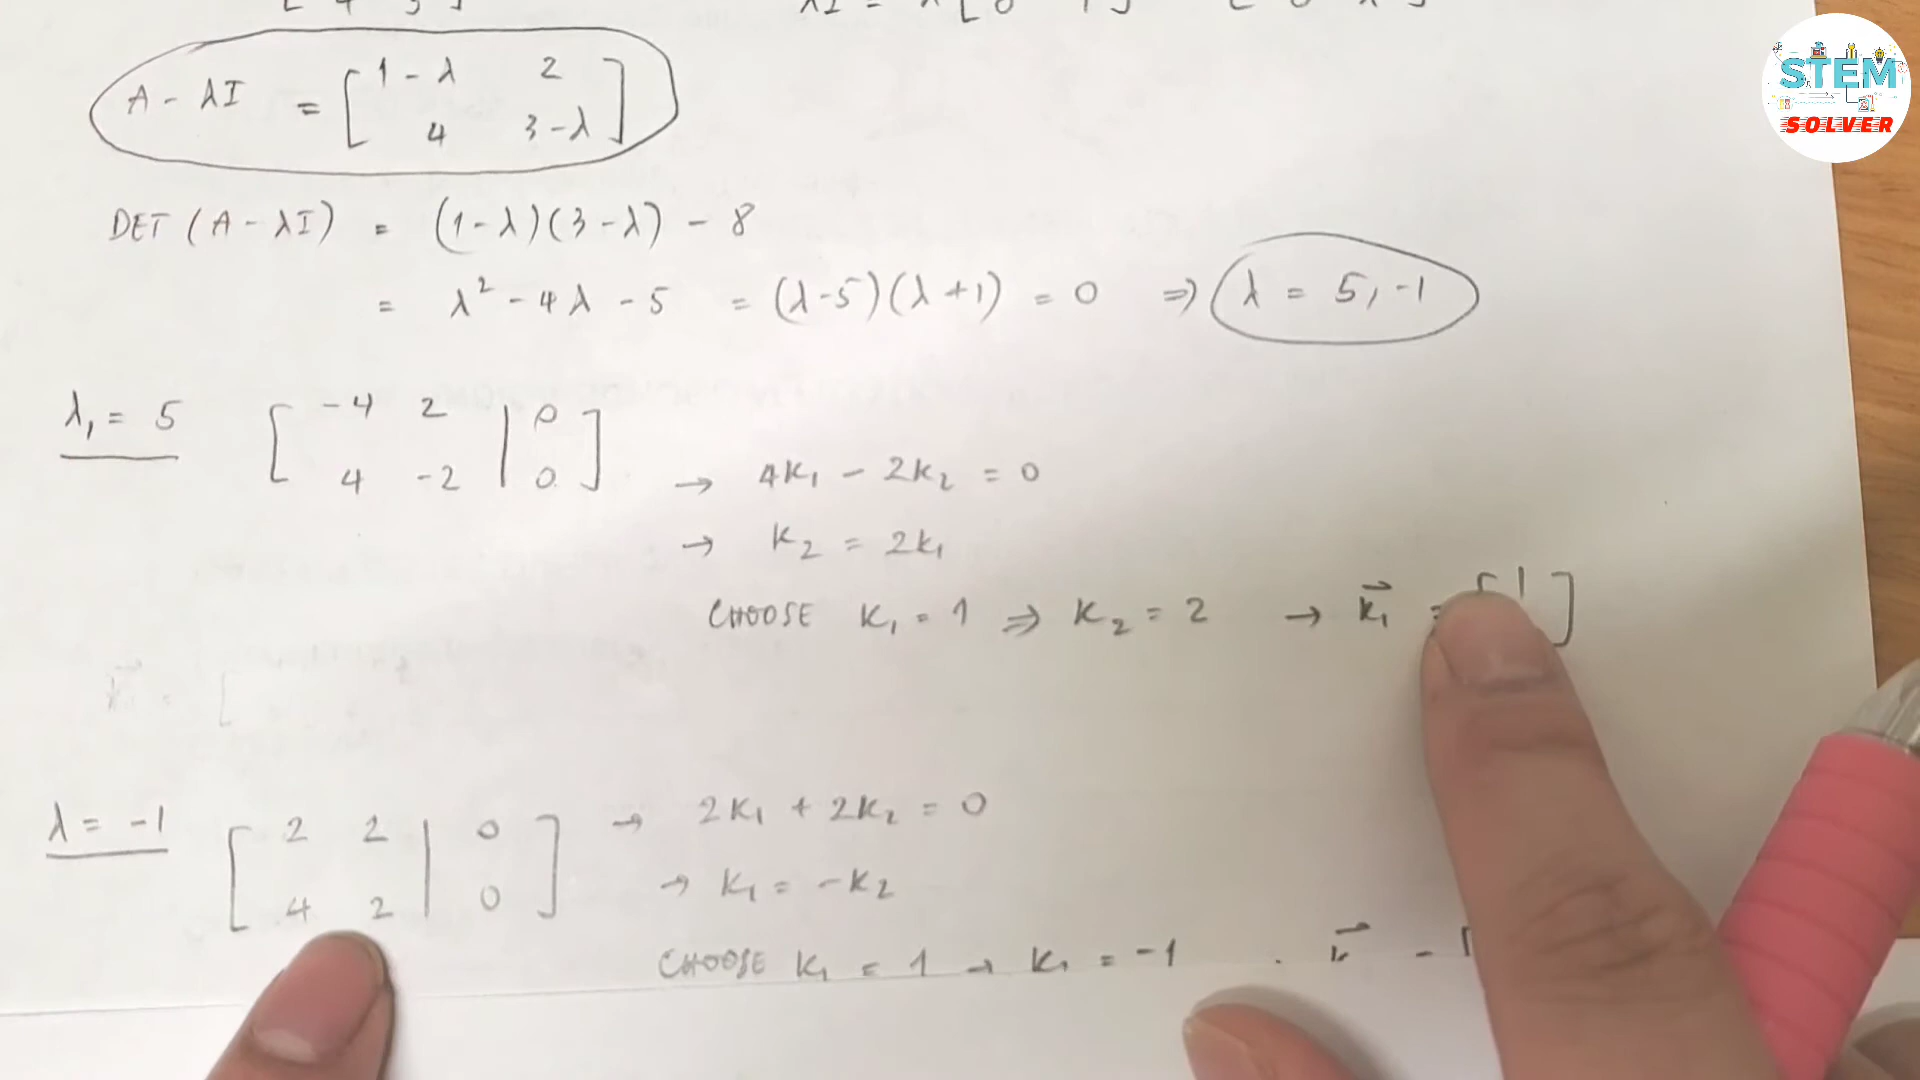 A - λI = [ 1-λ 2
4 3-λ ]
DET (A - λI) = (1-λ)(3-λ) - 8
= λ² - 4λ - 5 = (λ-5)(λ+1) = 0 ⇒ λ = 5, -1
λ₁ = 5 [ -4 2 | 0
4 -2 | 0 ] → 4K₁ - 2K₂ = 0
→ K₂ = 2K₁
CHOOSE K₁ = 1 ⇒ K₂ = 2 → K⃗₁ = [ 1 ]
λ = -1 [ 2 2 | 0
4 2 | 0 ] → 2K₁ + 2K₂ = 0
→ K₁ = -K₂
CHOOSE K₁ = 1 → K₁ = -1
STEM
SOLVER